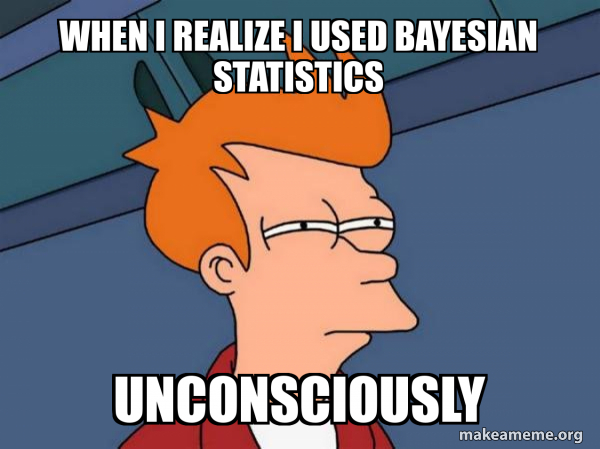 WHEN I REALIZE I USED BAYESIAN
STATISTICS
UNCONSCIOUSLY
makeameme.org